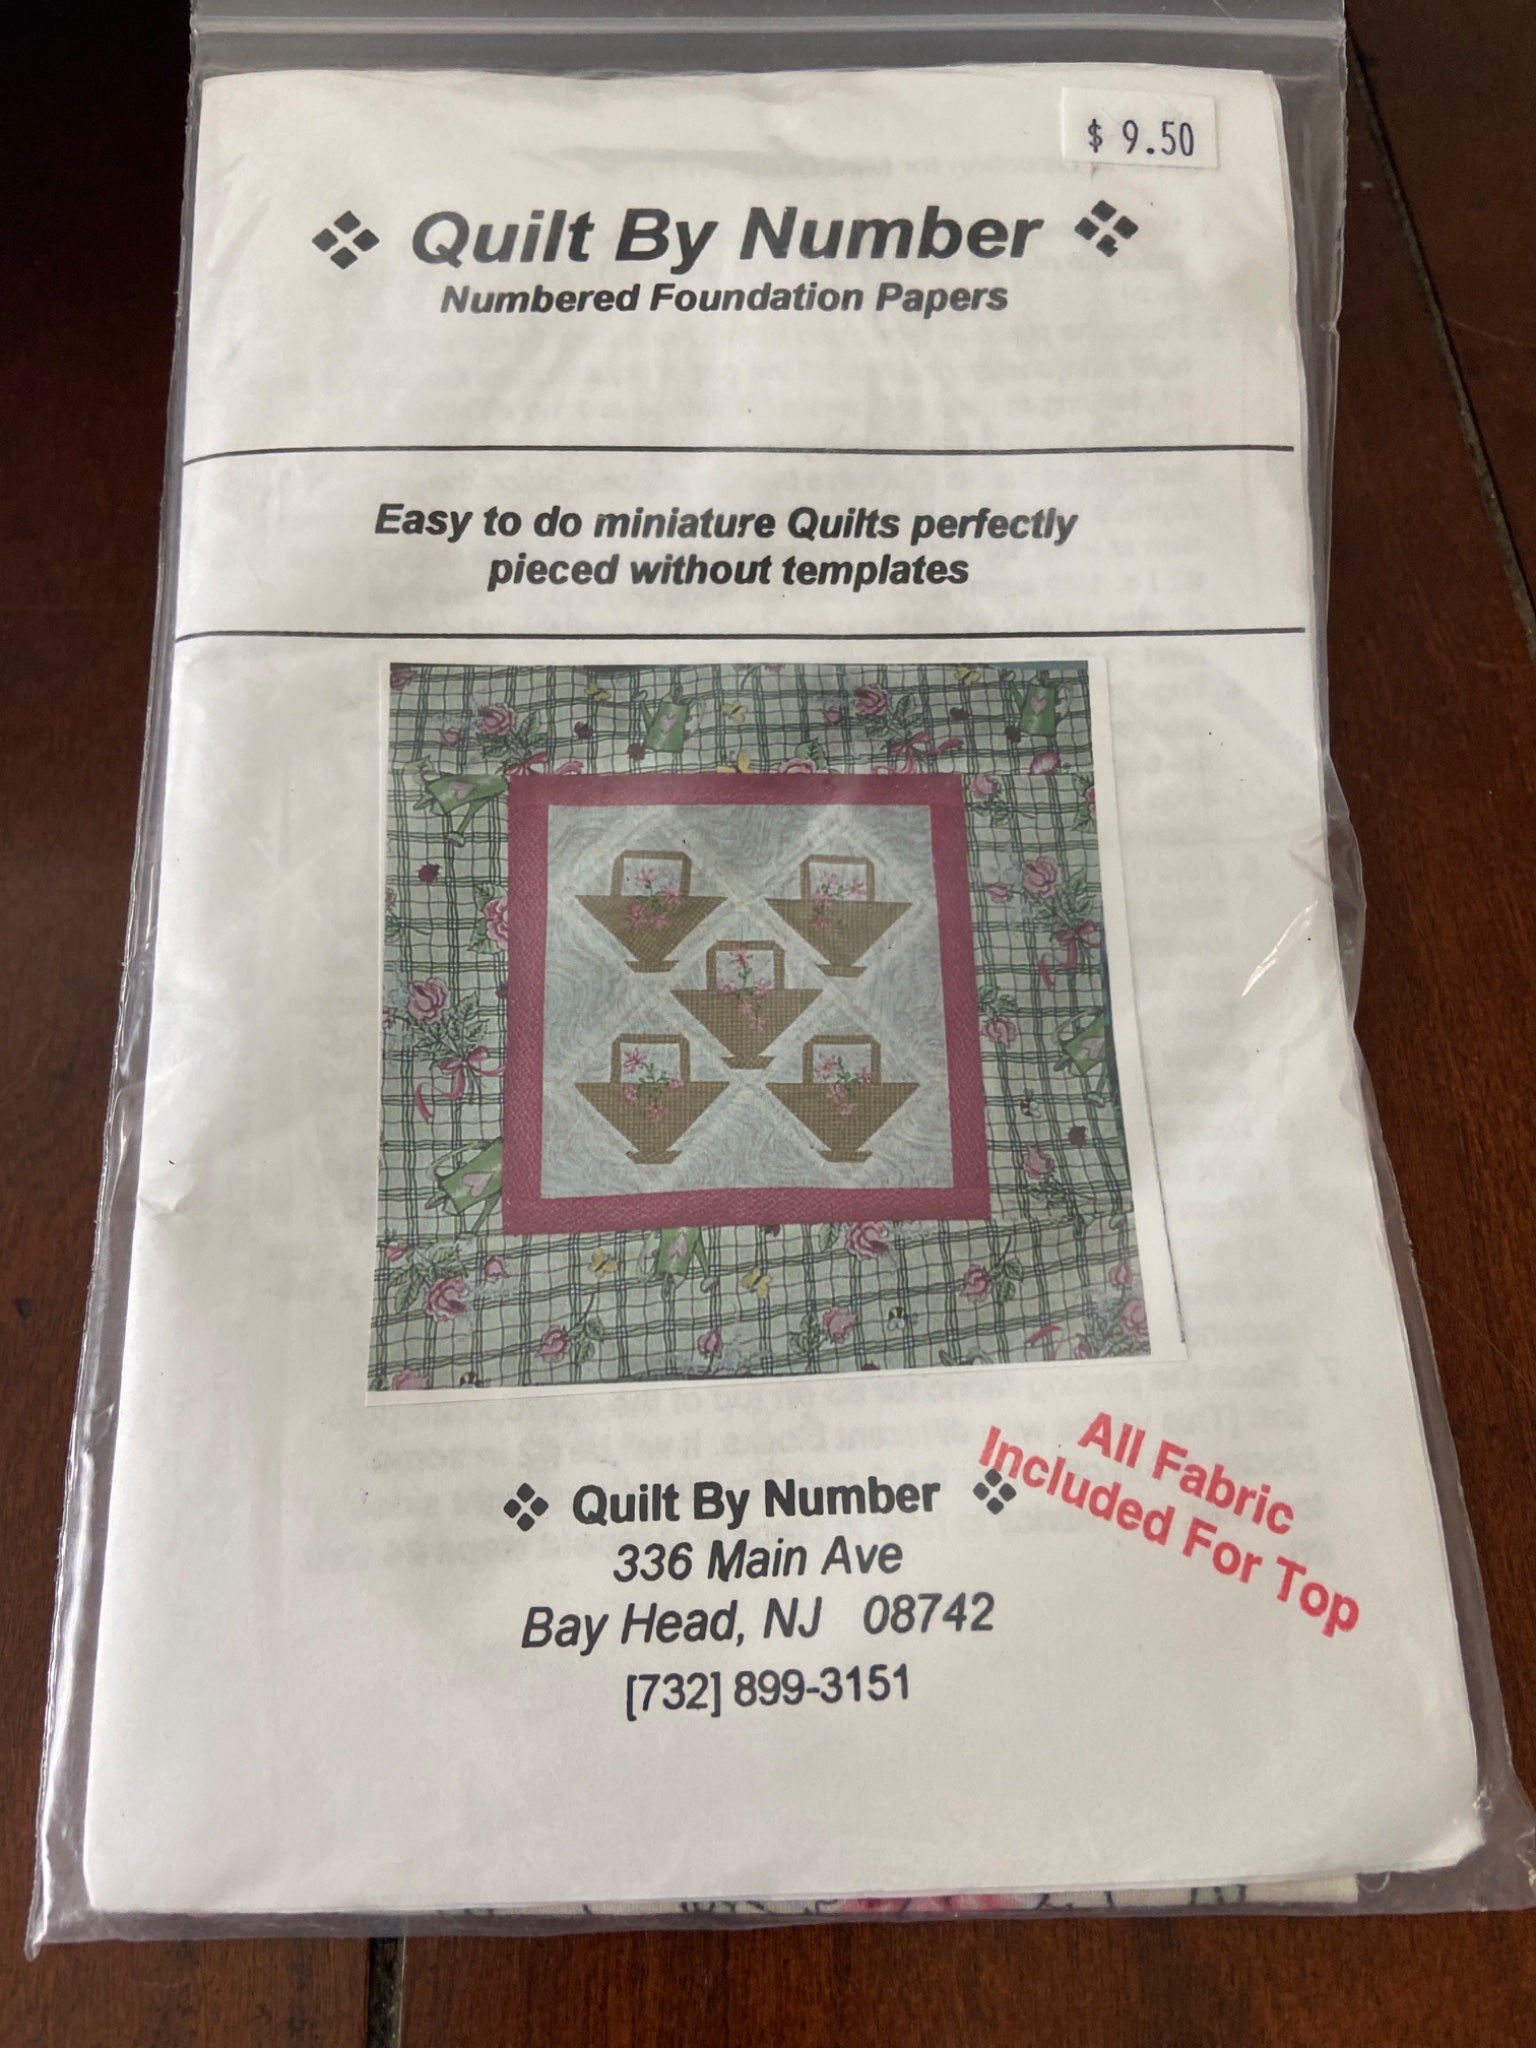 $ 9.50
Quilt By Number
Numbered Foundation Papers
Easy to do miniature Quilts perfectly
pieced without templates
All Fabric
Included For Top
Quilt By Number
336 Main Ave
Bay Head, NJ 08742
[732] 899-3151